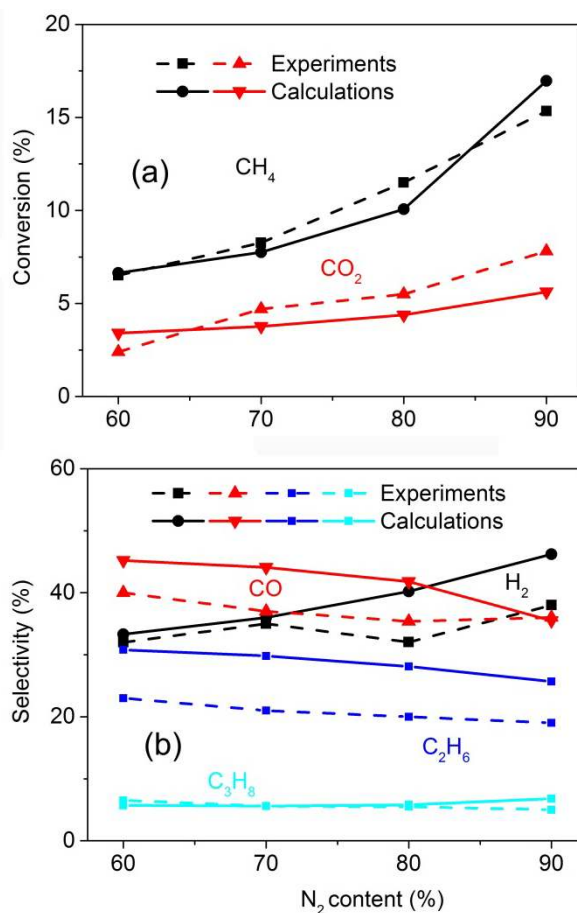 20
15
10
5
0
Conversion (%)
Experiments
Calculations
(a)
CH₄
CO₂
60
70
80
90
60
40
20
0
Selectivity (%)
Experiments
Calculations
CO
H₂
(b)
C₂H₆
C₃H₈
60
70
80
90
N₂ content (%)